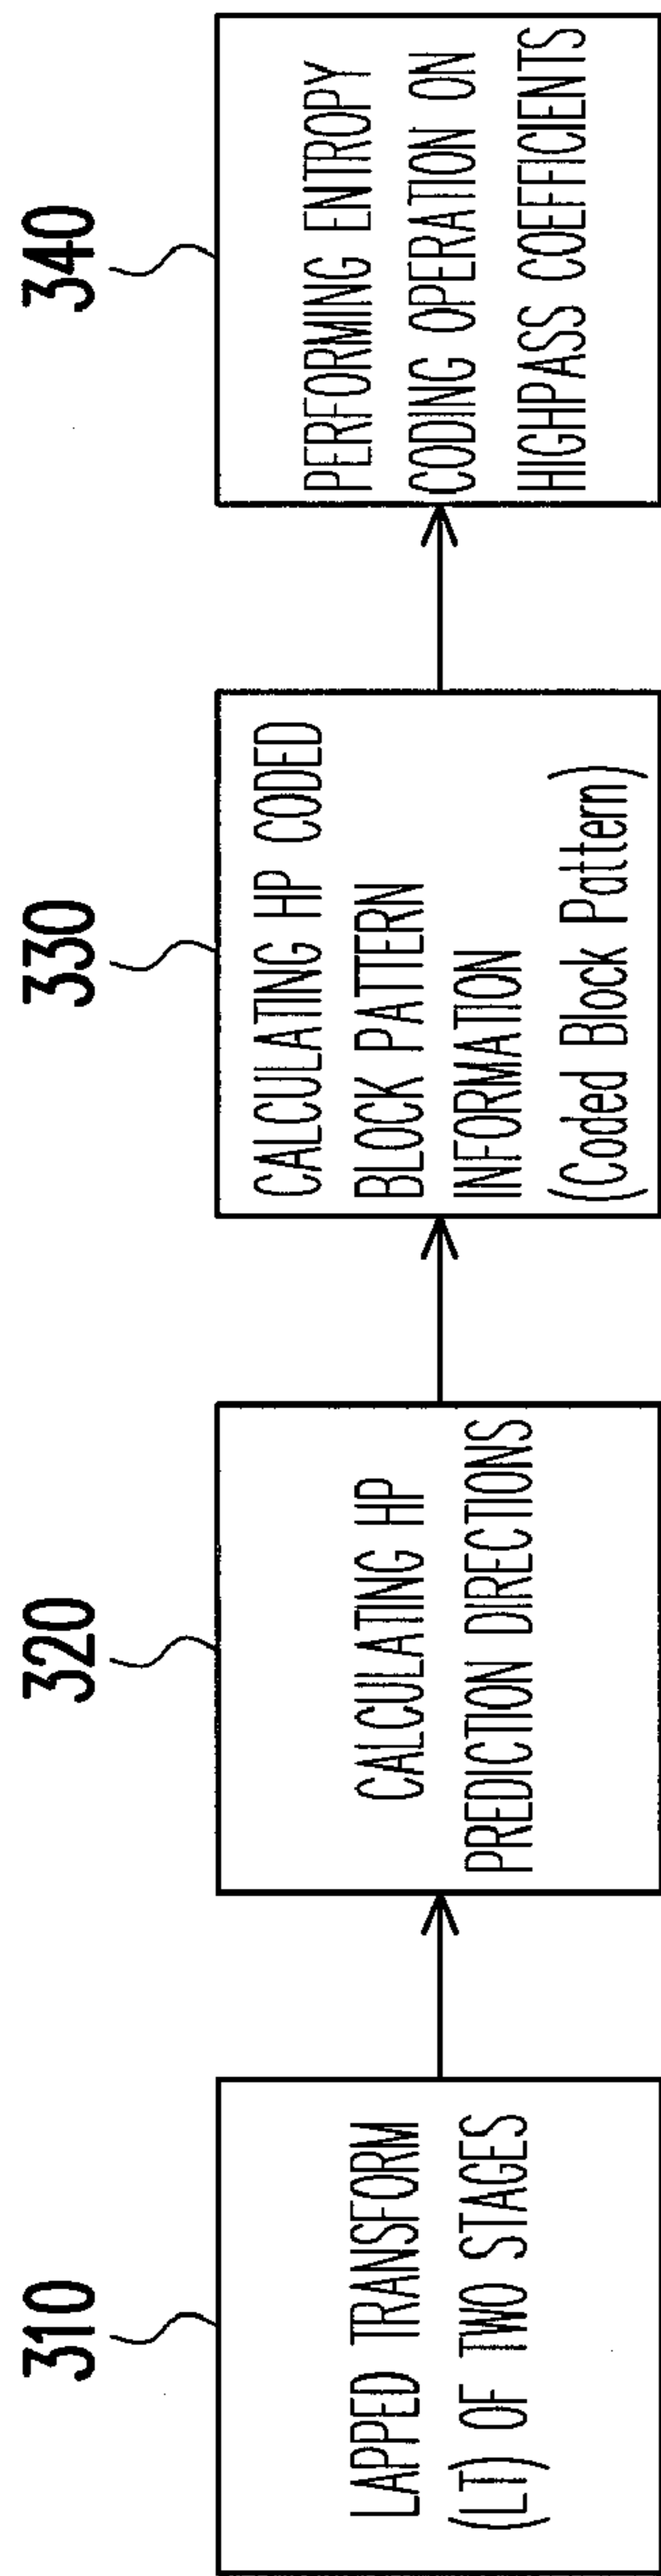 310
LAPPED TRANSFORM
(LT) OF TWO STAGES
320
CALCULATING HP
PREDICTION DIRECTIONS
330
CALCULATING HP CODED
BLOCK PATTERN
INFORMATION
(Coded Block Pattern)
340
PERFORMING ENTROPY
CODING OPERATION ON
HIGHPASS COEFFICIENTS